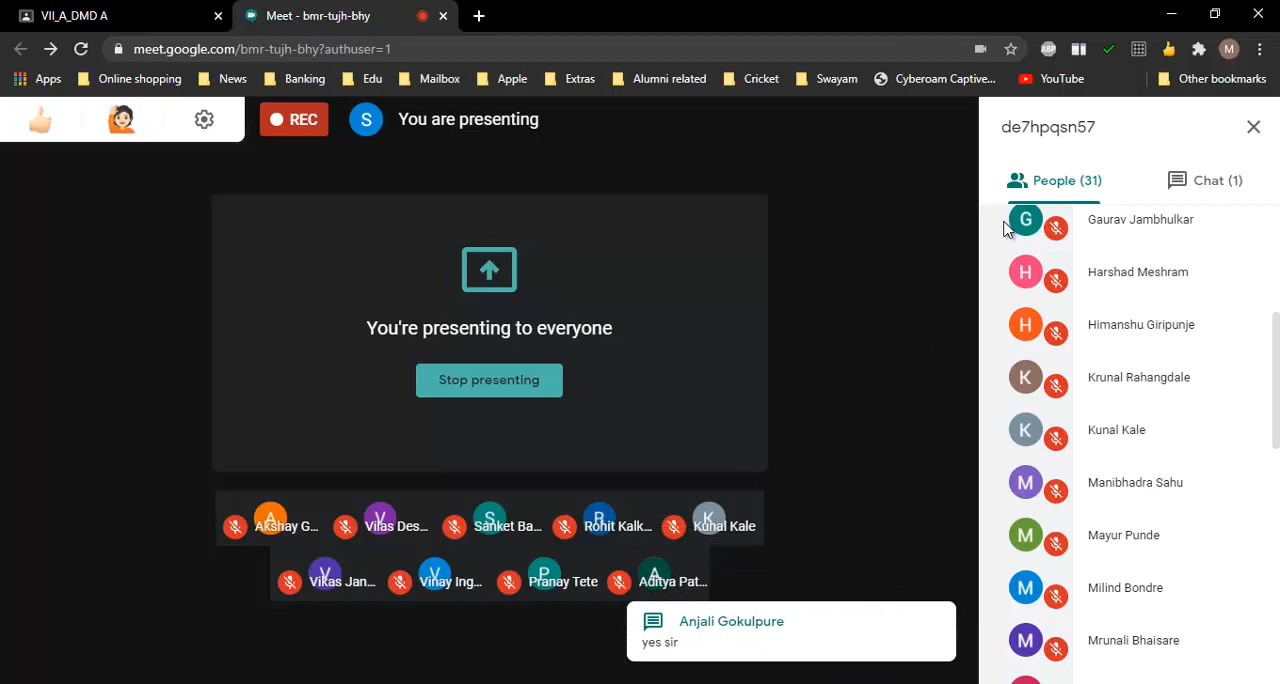 VII_A_DMD A
Meet - bmr-tujh-bhy
meet.google.com/bmr-tujh-bhy?authuser=1
ABP
M
Apps
Online shopping
News
Banking
Edu
Mailbox
Apple
Extras
Alumni related
Cricket
Swayam
Cyberoam Captive...
YouTube
Other bookmarks
REC
S
You are presenting
de7hpqsn57
People (31)
Chat (1)
You're presenting to everyone
Stop presenting
G
Gaurav Jambhulkar
H
Harshad Meshram
H
Himanshu Giripunje
K
Krunal Rahangdale
K
Kunal Kale
M
Manibhadra Sahu
M
Mayur Punde
M
Milind Bondre
M
Mrunali Bhaisare
A
Akshay G...
V
Vilas Des...
S
Sanket Ba...
R
Rohit Kalk...
K
Kunal Kale
V
Vikas Jan...
V
Vinay Ing...
P
Pranay Tete
A
Aditya Pat...
Anjali Gokulpure
yes sir